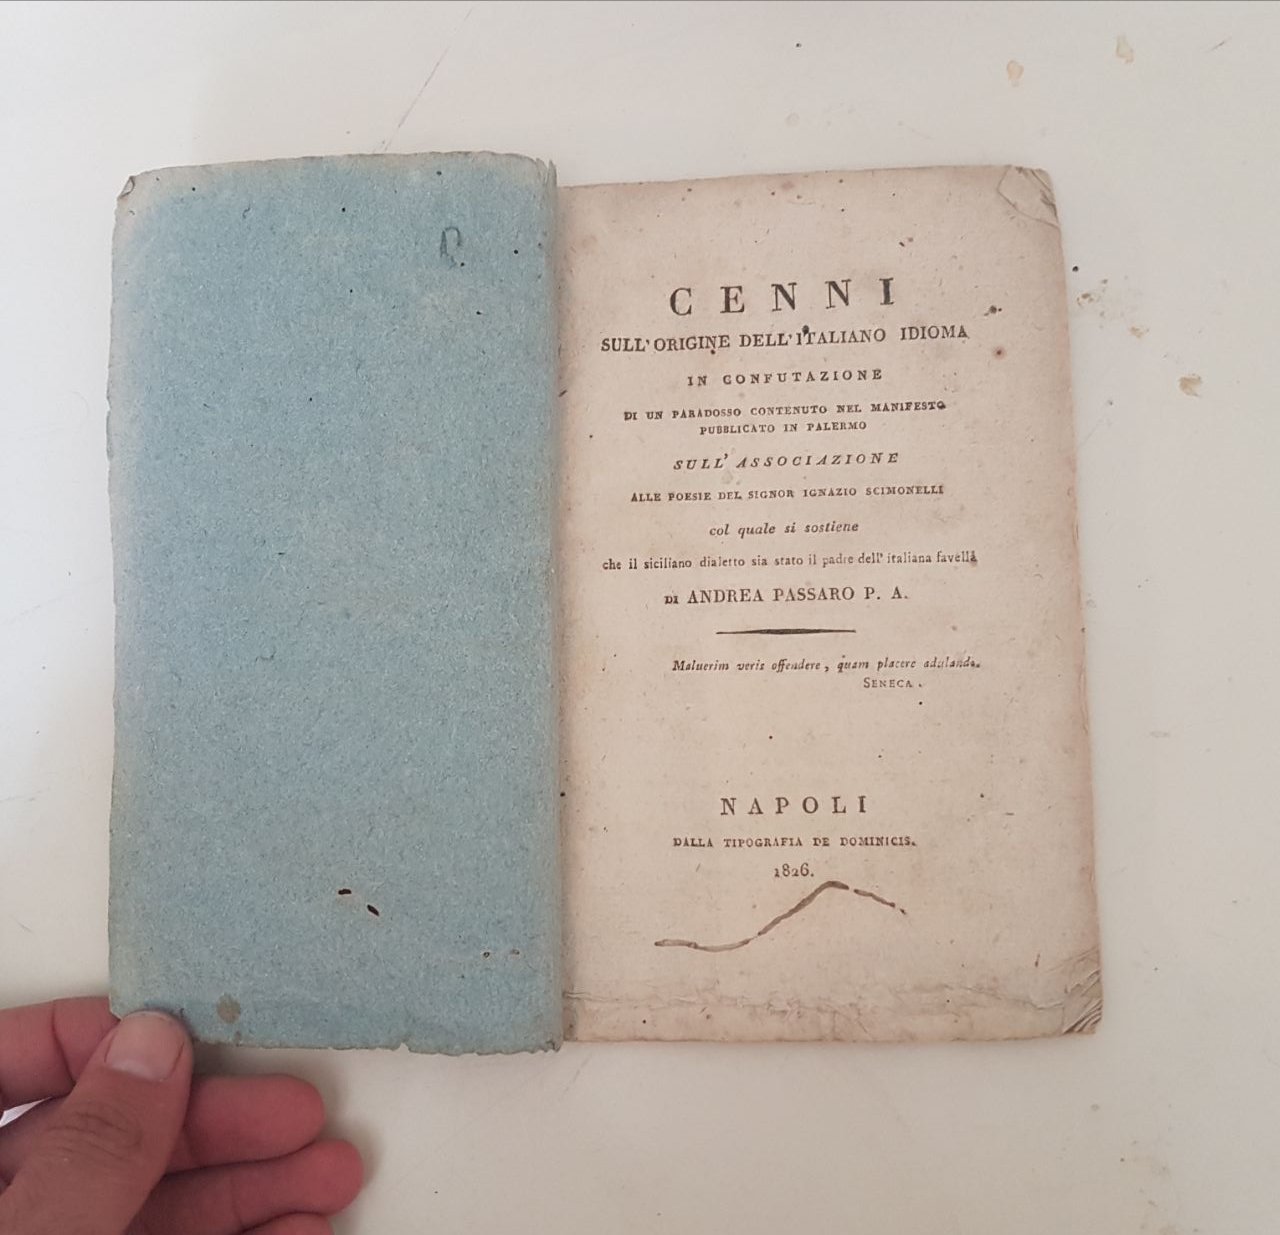 CENNI
SULL' ORIGINE DELL' ITALIANO IDIOMA
IN CONFUTAZIONE
DI UN PARADOSSO CONTENUTO NEL MANIFESTO
PUBBLICATO IN PALERMO
SULL' ASSOCIAZIONE
ALLE POESIE DEL SIGNOR IGNAZIO SCIMONELLI
col quale si sostiene
che il siciliano dialetto sia stato il padre dell' italiana favella
DI ANDREA PASSARO P. A.
Maluerim veris offendere, quam placere adulando.
SENECA.
NAPOLI
DALLA TIPOGRAFIA DE DOMINICIS.
1826.